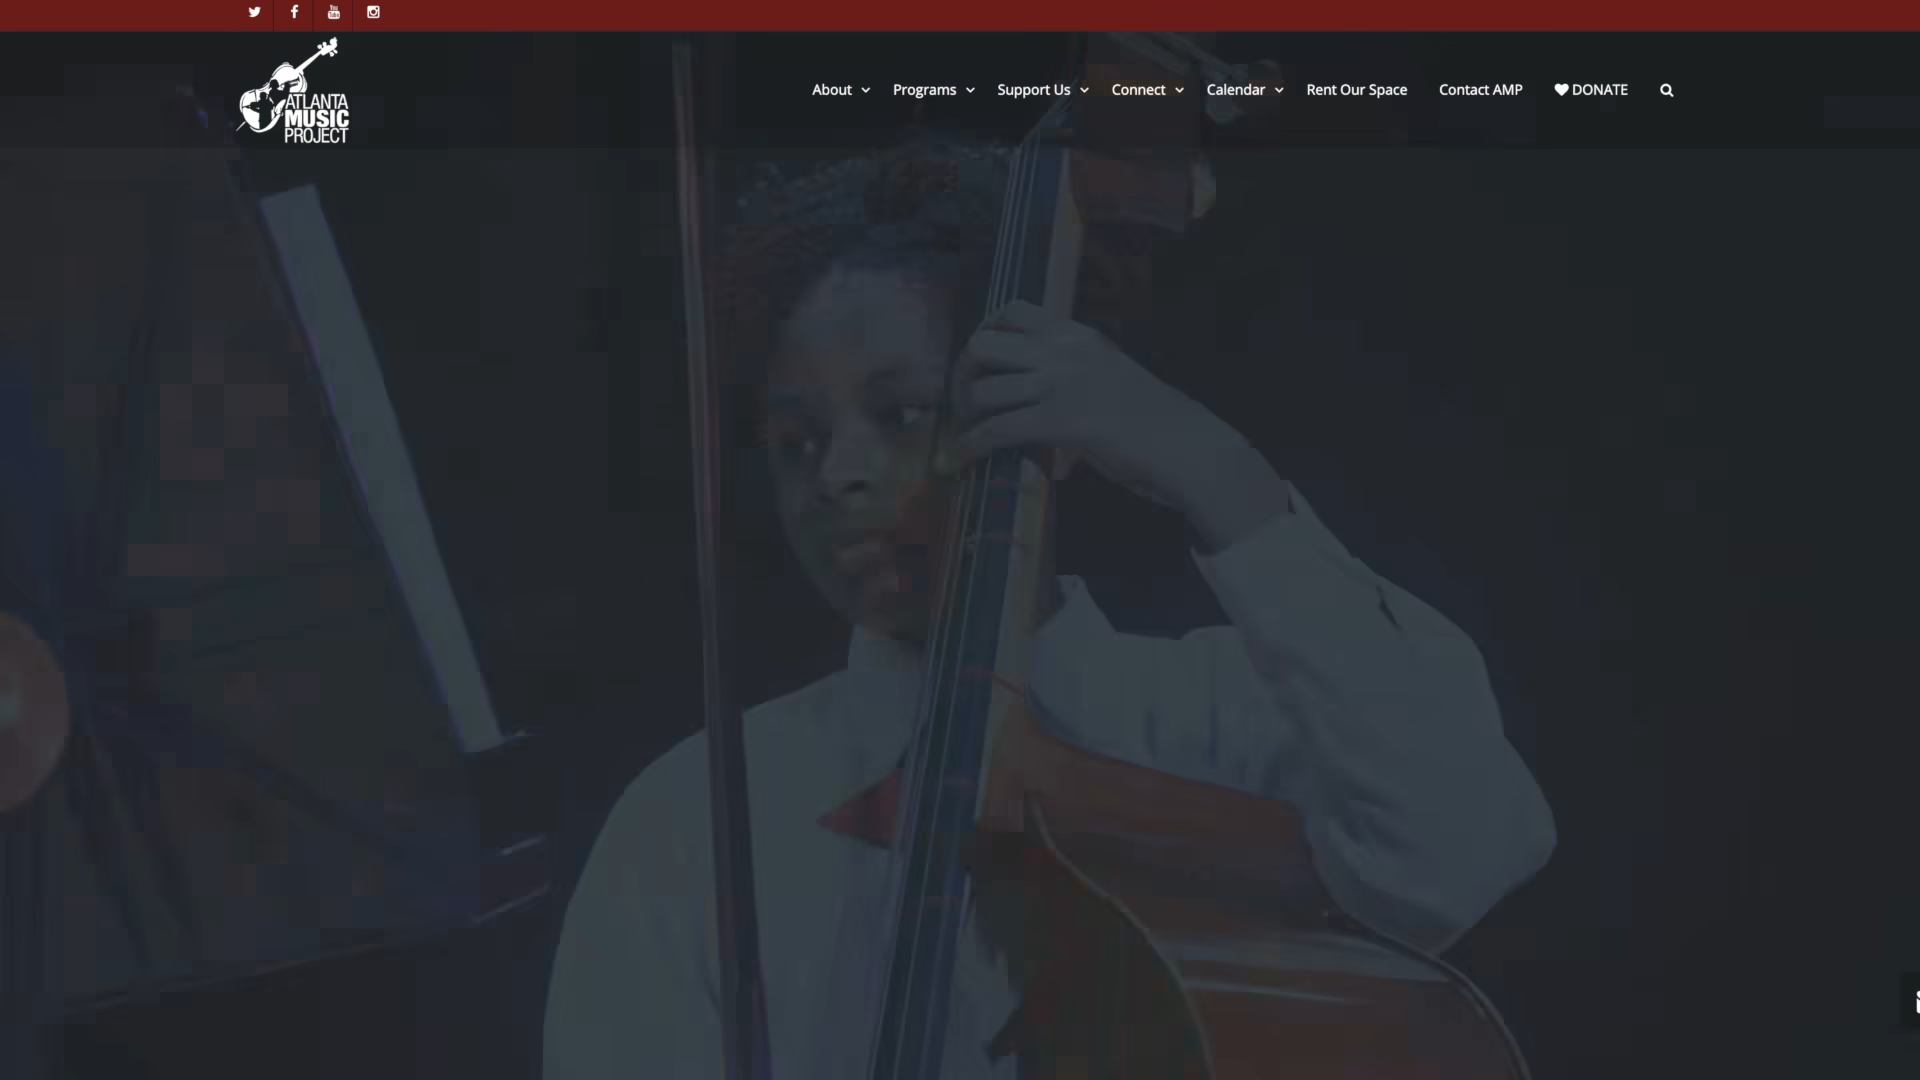 ATLANTA
MUSIC
PROJECT
About
Programs
Support Us
Connect
Calendar
Rent Our Space
Contact AMP
DONATE